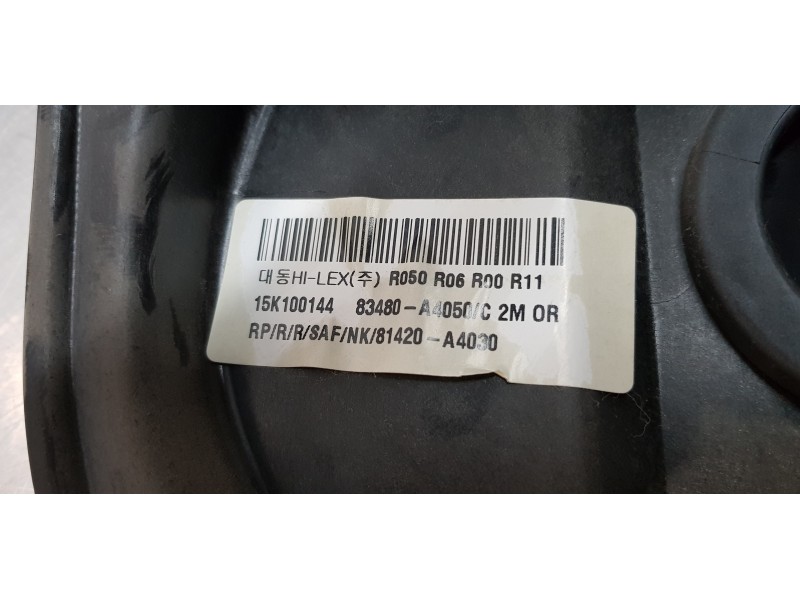 대동HI-LEX(주) R050 R06 R00 R11
15K100144 83480-A4050/C 2M OR
RP/R/R/SAF/NK/81420-A4030